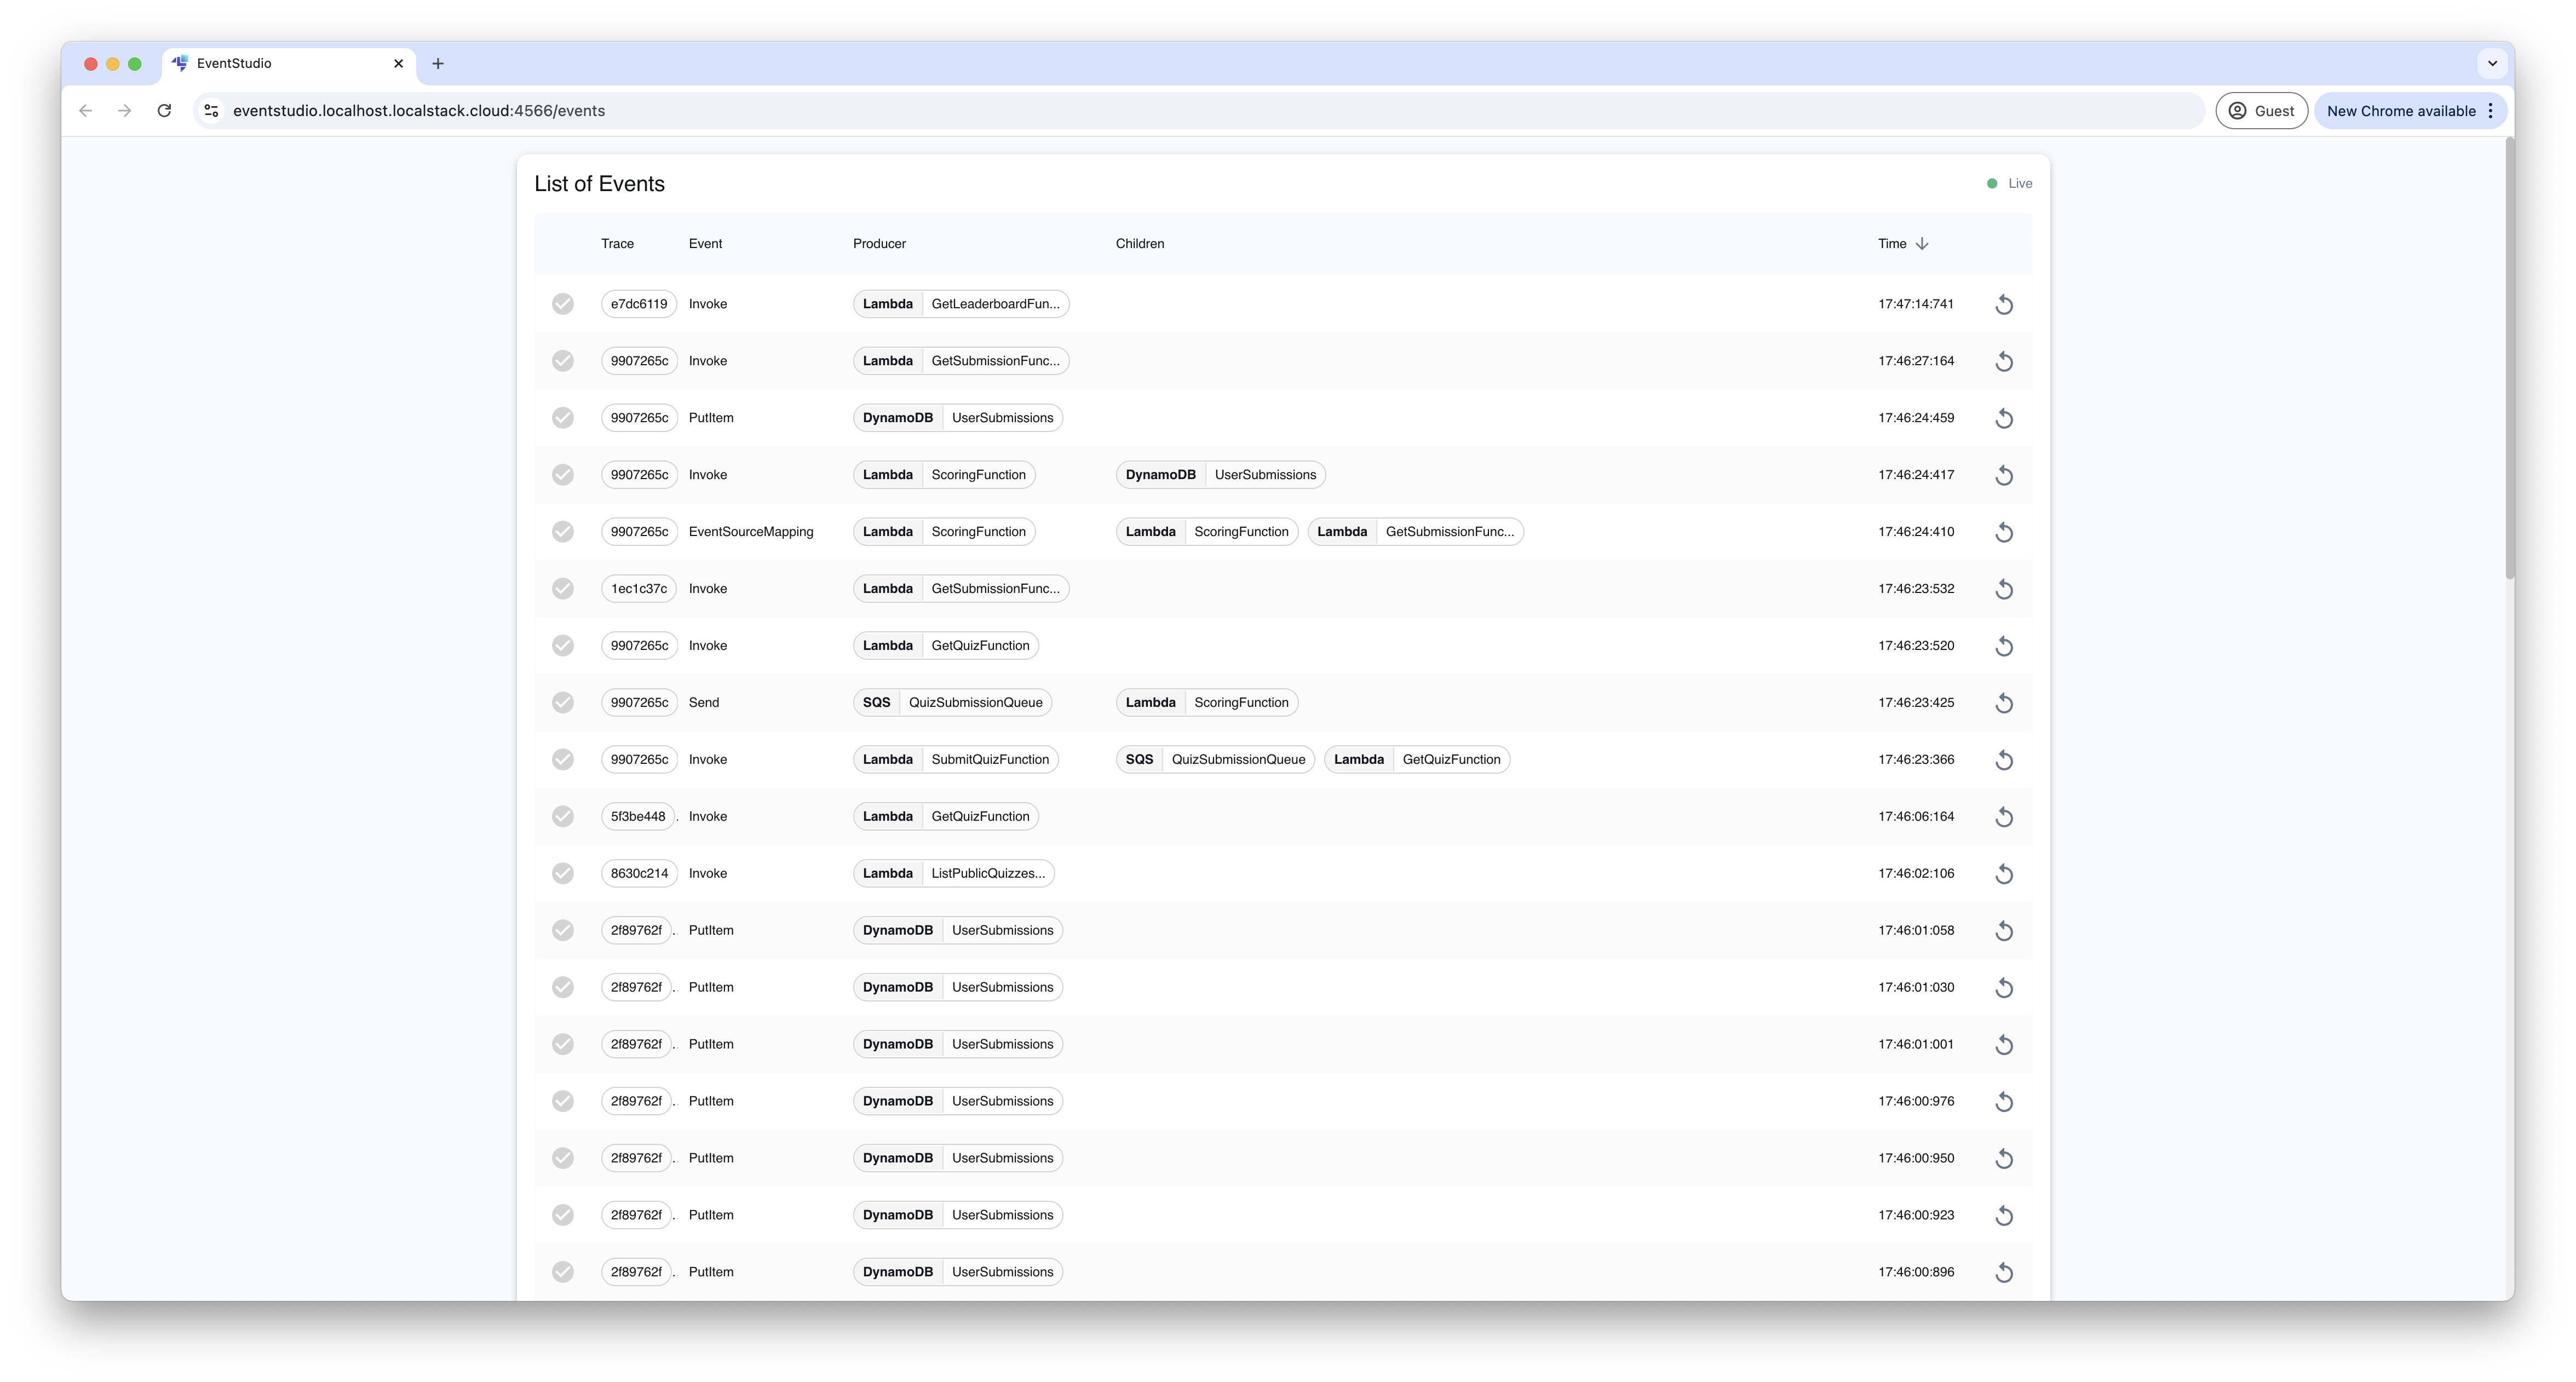 EventStudio
eventstudio.localhost.localstack.cloud:4566/events
Guest
New Chrome available
List of Events
Live
Trace Event Producer Children Time
e7dc6119 Invoke Lambda GetLeaderboardFun... 17:47:14:741
9907265c Invoke Lambda GetSubmissionFunc... 17:46:27:164
9907265c PutItem DynamoDB UserSubmissions 17:46:24:459
9907265c Invoke Lambda ScoringFunction DynamoDB UserSubmissions 17:46:24:417
9907265c EventSourceMapping Lambda ScoringFunction Lambda ScoringFunction Lambda GetSubmissionFunc... 17:46:24:410
1ec1c37c Invoke Lambda GetSubmissionFunc... 17:46:23:532
9907265c Invoke Lambda GetQuizFunction 17:46:23:520
9907265c Send SQS QuizSubmissionQueue Lambda ScoringFunction 17:46:23:425
9907265c Invoke Lambda SubmitQuizFunction SQS QuizSubmissionQueue Lambda GetQuizFunction 17:46:23:366
5f3be448 . Invoke Lambda GetQuizFunction 17:46:06:164
8630c214 Invoke Lambda ListPublicQuizzes... 17:46:02:106
2f89762f . PutItem DynamoDB UserSubmissions 17:46:01:058
2f89762f . PutItem DynamoDB UserSubmissions 17:46:01:030
2f89762f . PutItem DynamoDB UserSubmissions 17:46:01:001
2f89762f . PutItem DynamoDB UserSubmissions 17:46:00:976
2f89762f . PutItem DynamoDB UserSubmissions 17:46:00:950
2f89762f . PutItem DynamoDB UserSubmissions 17:46:00:923
2f89762f . PutItem DynamoDB UserSubmissions 17:46:00:896